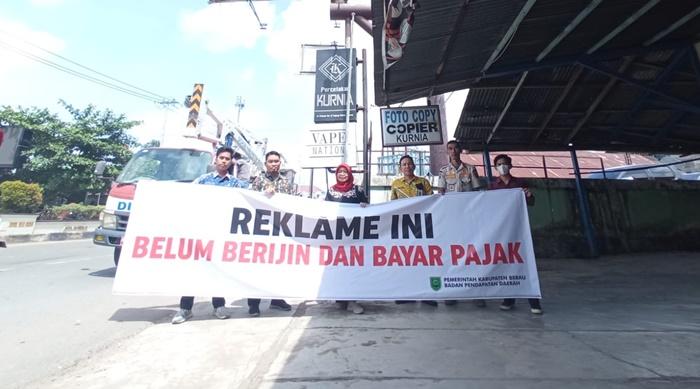 Percetakan
KURNIA
VAPE
NATION
FOTO COPY
COPIER
KURNIA
REKLAME INI
BELUM BERIJIN DAN BAYAR PAJAK
PEMERINTAH KABUPATEN BERAU
BADAN PENDAPATAN DAERAH